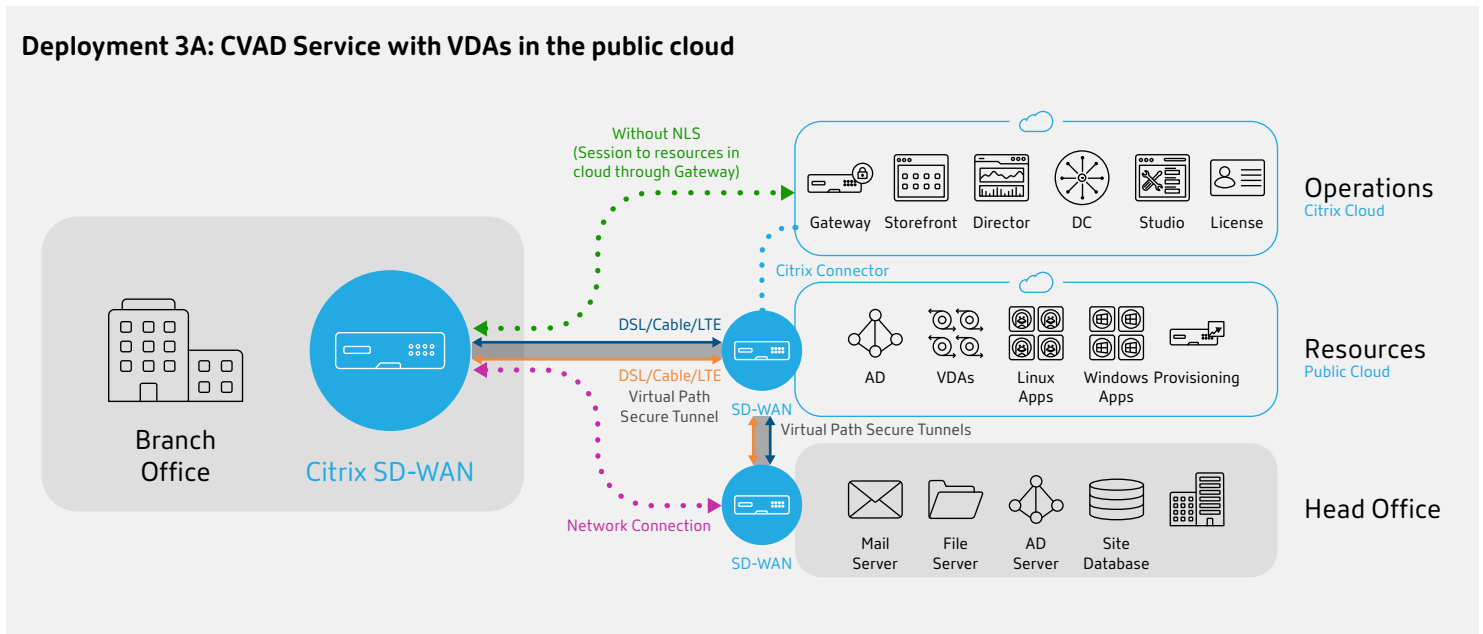 Deployment 3A: CVAD Service with VDAs in the public cloud
Without NLS
(Session to resources in
cloud through Gateway)
Gateway
Storefront
Director
DC
Studio
License
Operations
Citrix Cloud
Citrix Connector
Branch
Office
Citrix SD-WAN
DSL/Cable/LTE
DSL/Cable/LTE
Virtual Path
Secure Tunnel
SD-WAN
AD
VDAs
Linux
Apps
Windows
Apps
Provisioning
Resources
Public Cloud
Virtual Path Secure Tunnels
Network Connection
SD-WAN
Mail
Server
File
Server
AD
Server
Site
Database
Head Office